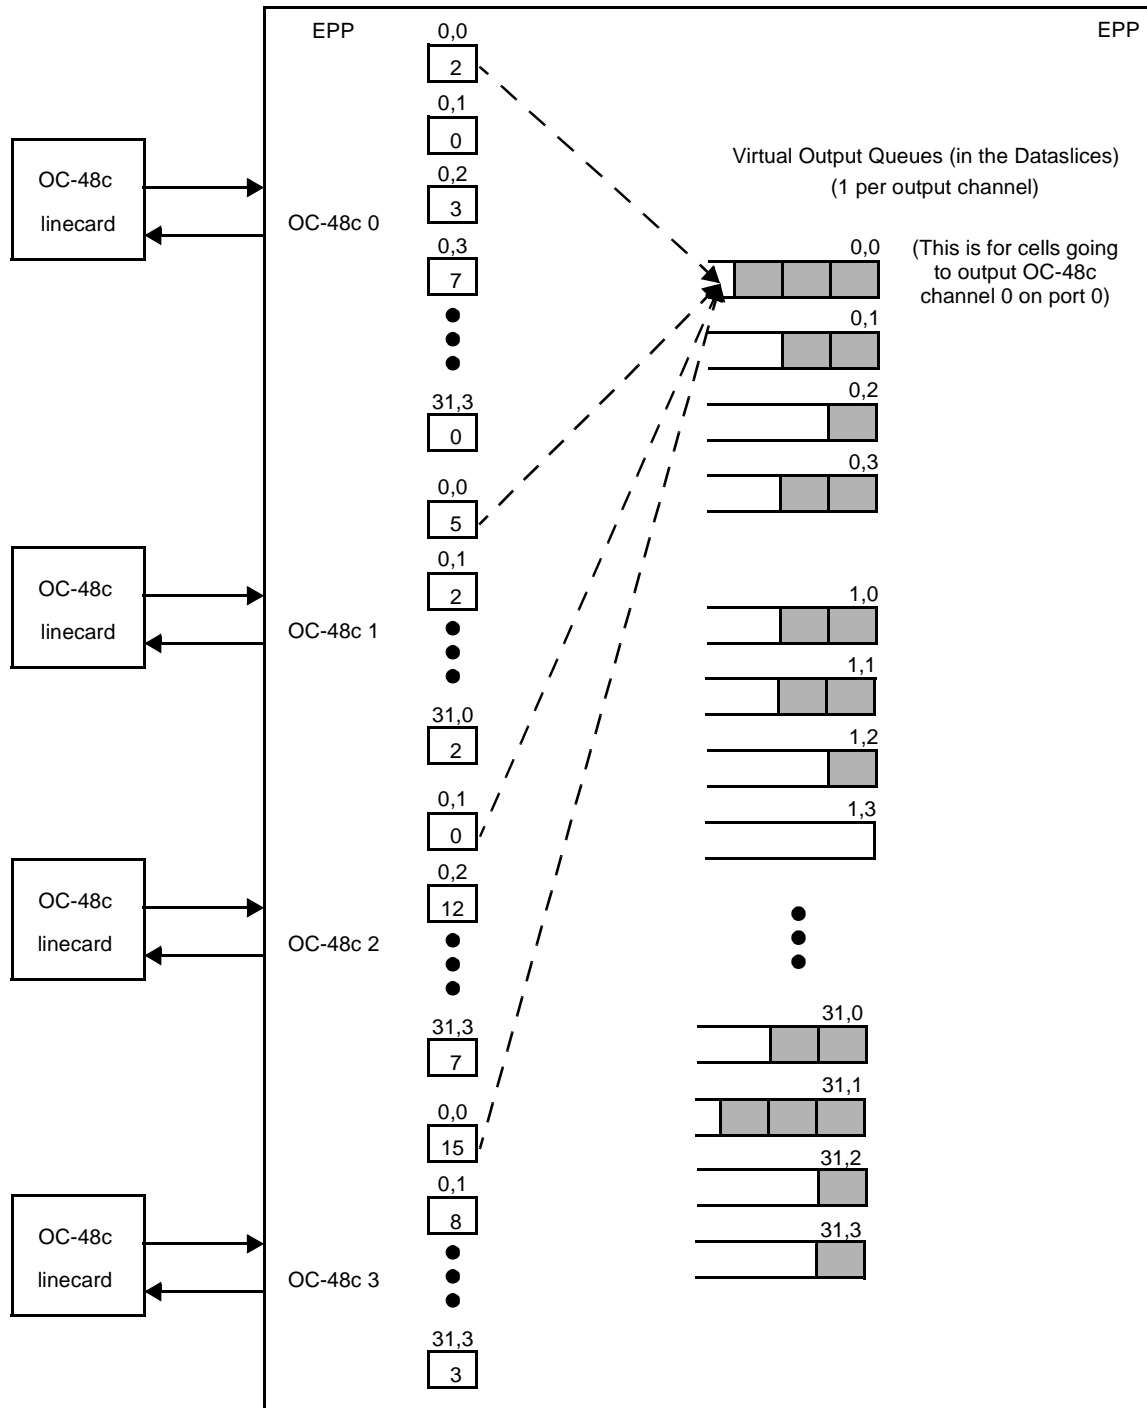 EPP
EPP
0,0
2
0,1
0
0,2
3
0,3
7
31,3
0
OC-48c
linecard
OC-48c 0
Virtual Output Queues (in the Dataslices)
(1 per output channel)
0,0
(This is for cells going
to output OC-48c
channel 0 on port 0)
0,1
0,2
0,3
0,0
5
0,1
2
31,0
2
OC-48c
linecard
OC-48c 1
1,0
1,1
1,2
1,3
0,1
0
0,2
12
31,3
7
OC-48c
linecard
OC-48c 2
31,0
31,1
31,2
31,3
0,0
15
0,1
8
31,3
3
OC-48c
linecard
OC-48c 3